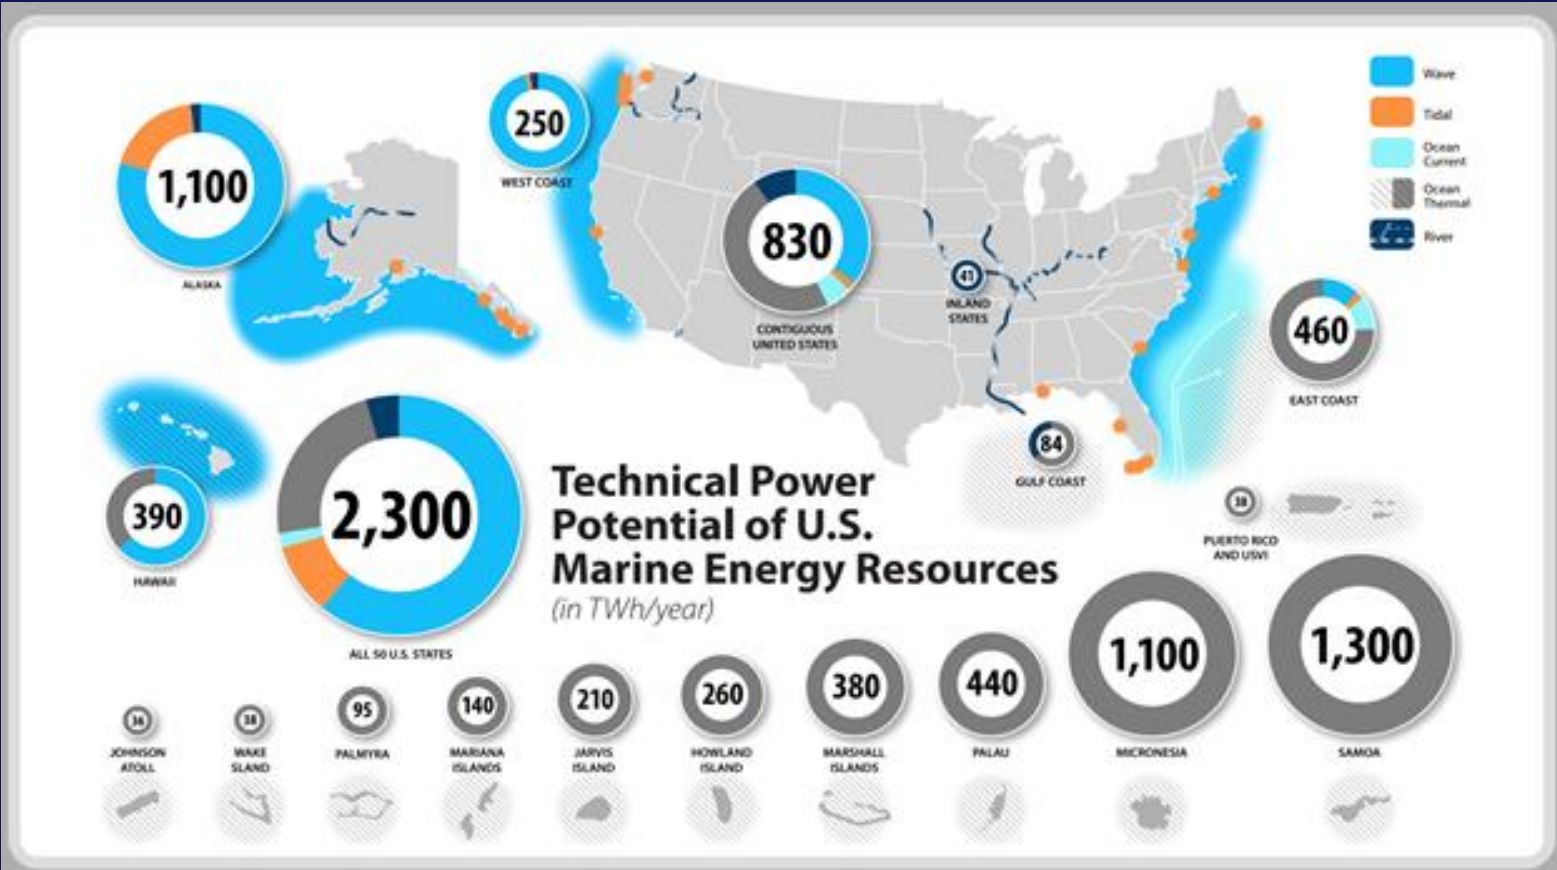 Technical Power
Potential of U.S.
Marine Energy Resources
(in TWh/year)
Wave
Tidal
Ocean
Current
Ocean
Thermal
River
1,100
ALASKA
250
WEST COAST
830
CONTIGUOUS
UNITED STATES
41
INLAND
STATES
460
EAST COAST
84
GULF COAST
390
HAWAII
2,300
ALL 50 U.S. STATES
38
PUERTO RICO
AND USVI
36
JOHNSON
ATOLL
38
WAKE
SLAND
95
PALMYRA
140
MARIANA
ISLANDS
210
JARVIS
ISLAND
260
HOWLAND
ISLAND
380
MARSHALL
ISLANDS
440
PALAU
1,100
MICRONESIA
1,300
SAMOA